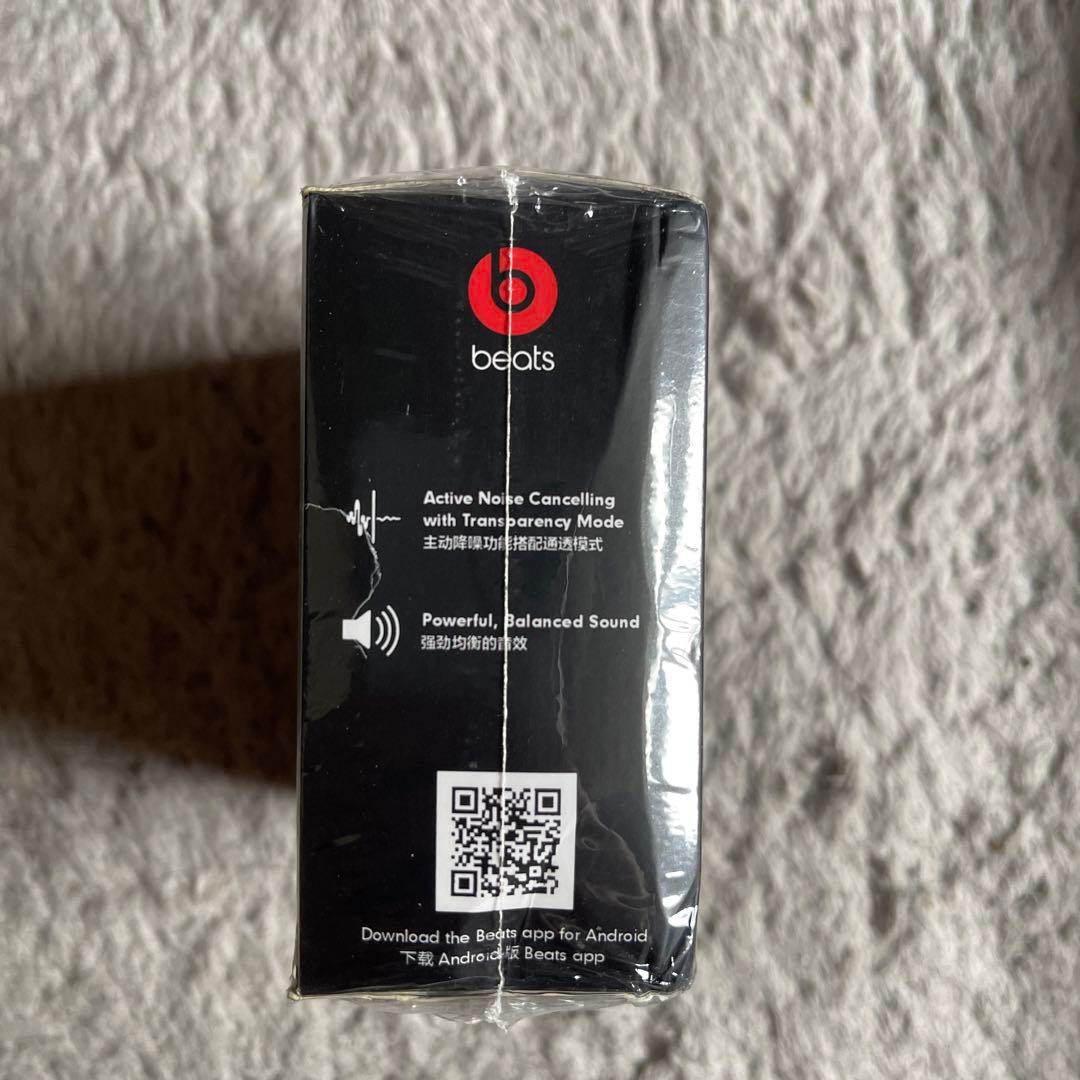 beats
Active Noise Cancelling
with Transparency Mode
主动降噪功能搭配通透模式
Powerful, Balanced Sound
强劲均衡的音效
Download the Beats app for Android
下载 Android 版 Beats app